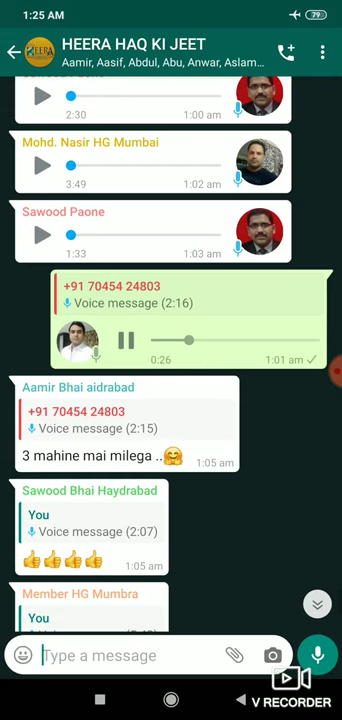 1:25 AM
79
HEERA HAQ KI JEET
Aamir, Aasif, Abdul, Abu, Anwar, Aslam...
Sawood Paone
2:30
1:00 am
Mohd. Nasir HG Mumbai
3:49
1:02 am
Sawood Paone
1:33
1:03 am
+91 70454 24803
Voice message (2:16)
0:26
1:01 am
Aamir Bhai aidrabad
+91 70454 24803
Voice message (2:15)
3 mahine mai milega ..🤗
1:05 am
Sawood Bhai Haydrabad
You
Voice message (2:07)
👍👍👍👍
1:05 am
Member HG Mumbra
You
Type a message
V RECORDER